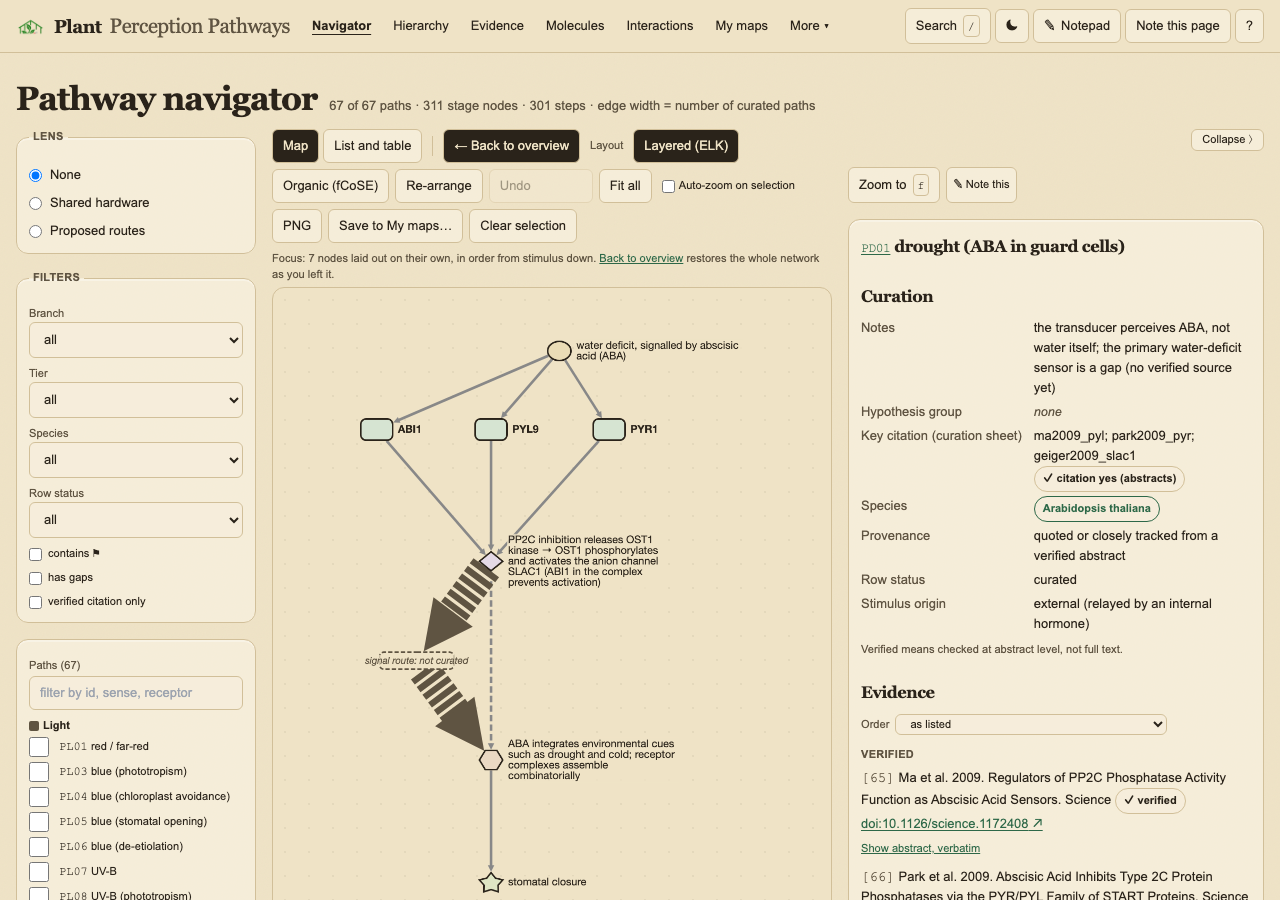 Plant Perception Pathways
Navigator
Hierarchy
Evidence
Molecules
Interactions
My maps
More ▾
Search /
✎ Notepad
Note this page
?
Pathway navigator
67 of 67 paths · 311 stage nodes · 301 steps · edge width = number of curated paths
LENS
None
Shared hardware
Proposed routes
FILTERS
Branch
all
Tier
all
Species
all
Row status
all
contains ⚑
has gaps
verified citation only
Paths (67)
filter by id, sense, receptor
Light
PL01 red / far-red
PL03 blue (phototropism)
PL04 blue (chloroplast avoidance)
PL05 blue (stomatal opening)
PL06 blue (de-etiolation)
PL07 UV-B
PL08 UV-B (phototropism)
Map
List and table
← Back to overview
Layout
Layered (ELK)
Organic (fCoSE)
Re-arrange
Undo
Fit all
Auto-zoom on selection
PNG
Save to My maps…
Clear selection
Focus: 7 nodes laid out on their own, in order from stimulus down. Back to overview restores the whole network
as you left it.
water deficit, signalled by abscisic
acid (ABA)
ABI1
PYL9
PYR1
PP2C inhibition releases OST1
kinase → OST1 phosphorylates
and activates the anion channel
SLAC1 (ABI1 in the complex
prevents activation)
signal route: not curated
ABA integrates environmental cues
such as drought and cold; receptor
complexes assemble
combinatorially
stomatal closure
Collapse 〉
Zoom to f
✎ Note this
PD01 drought (ABA in guard cells)
Curation
Notes
the transducer perceives ABA, not
water itself; the primary water-deficit
sensor is a gap (no verified source
yet)
Hypothesis group
none
Key citation (curation sheet)
ma2009_pyl; park2009_pyr;
geiger2009_slac1
✓ citation yes (abstracts)
Species
Arabidopsis thaliana
Provenance
quoted or closely tracked from a
verified abstract
Row status
curated
Stimulus origin
external (relayed by an internal
hormone)
Verified means checked at abstract level, not full text.
Evidence
Order
as listed
VERIFIED
[65] Ma et al. 2009. Regulators of PP2C Phosphatase Activity
Function as Abscisic Acid Sensors. Science ✓ verified
doi:10.1126/science.1172408 ↗
Show abstract, verbatim
[66] Park et al. 2009. Abscisic Acid Inhibits Type 2C Protein
Phosphatases via the PYR/PYL Family of START Proteins. Science